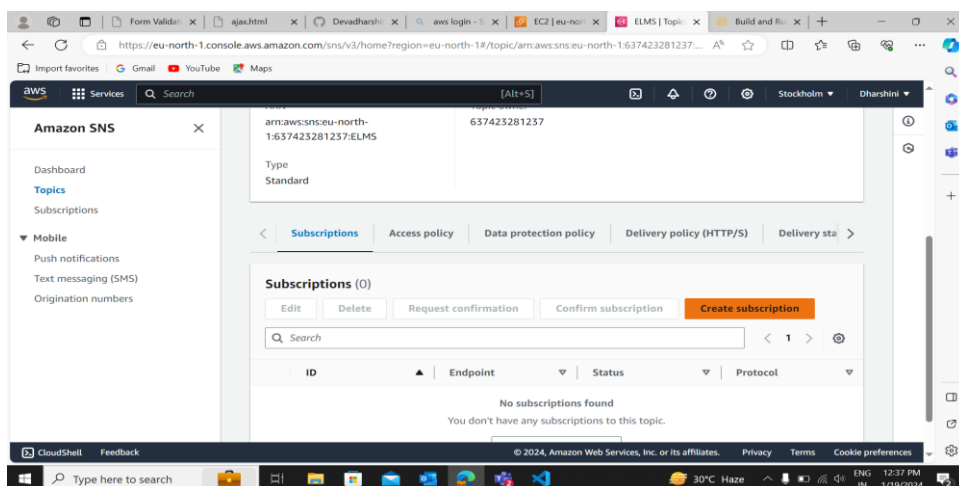 Form Validat
ajax.html
Devadharshi
aws login - S
EC2 | eu-nort
ELMS | Topic
Build and Ru
https://eu-north-1.console.aws.amazon.com/sns/v3/home?region=eu-north-1#/topic/arn:aws:sns:eu-north-1:637423281237:...
Import favorites
Gmail
YouTube
Maps
aws
Services
Search
[Alt+S]
Stockholm
Dharshini
Amazon SNS
Dashboard
Topics
Subscriptions
Mobile
Push notifications
Text messaging (SMS)
Origination numbers
arn:aws:sns:eu-north-
1:637423281237:ELMS
637423281237
Type
Standard
Subscriptions
Access policy
Data protection policy
Delivery policy (HTTP/S)
Delivery sta
Subscriptions (0)
Edit
Delete
Request confirmation
Confirm subscription
Create subscription
Search
1
ID
Endpoint
Status
Protocol
No subscriptions found
You don't have any subscriptions to this topic.
CloudShell
Feedback
© 2024, Amazon Web Services, Inc. or its affiliates.
Privacy
Terms
Cookie preferences
Type here to search
30°C Haze
ENG
IN
12:37 PM
1/19/2024